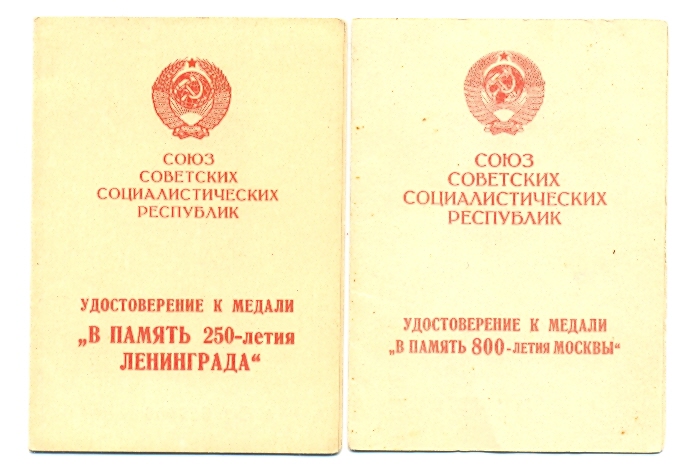 СОЮЗ
СОВЕТСКИХ
СОЦИАЛИСТИЧЕСКИХ
РЕСПУБЛИК
УДОСТОВЕРЕНИЕ К МЕДАЛИ
„В ПАМЯТЬ 250-летия
ЛЕНИНГРАДА“
СОЮЗ
СОВЕТСКИХ
СОЦИАЛИСТИЧЕСКИХ
РЕСПУБЛИК
УДОСТОВЕРЕНИЕ К МЕДАЛИ
„В ПАМЯТЬ 800-ЛЕТИЯ МОСКВЫ“